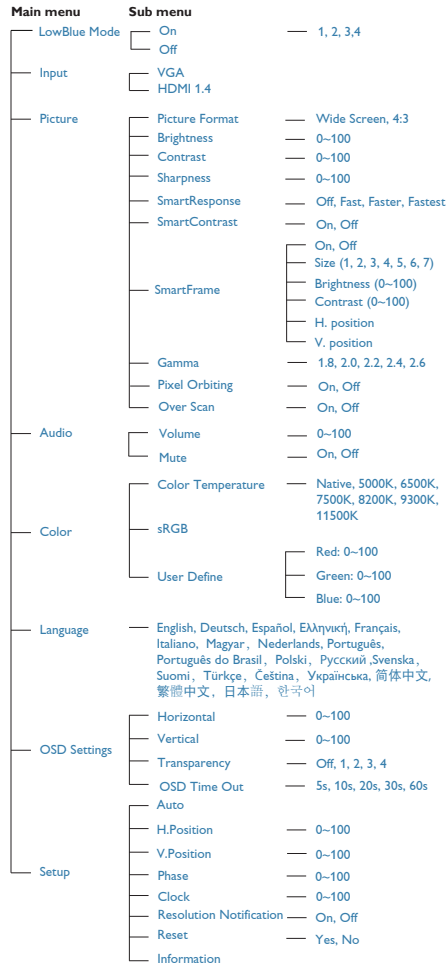 Main menu Sub menu
LowBlue Mode On 1, 2, 3,4
Off
Input VGA
HDMI 1.4
Picture Picture Format Wide Screen, 4:3
Brightness 0~100
Contrast 0~100
Sharpness 0~100
SmartResponse Off, Fast, Faster, Fastest
SmartContrast On, Off
On, Off
Size (1, 2, 3, 4, 5, 6, 7)
SmartFrame Brightness (0~100)
Contrast (0~100)
H. position
V. position
Gamma 1.8, 2.0, 2.2, 2.4, 2.6
Pixel Orbiting On, Off
Over Scan On, Off
Audio Volume 0~100
Mute On, Off
Color Temperature Native, 5000K, 6500K,
7500K, 8200K, 9300K,
11500K
Color sRGB
Red: 0~100
User Define Green: 0~100
Blue: 0~100
Language English, Deutsch, Español, Ελληνική, Français,
Italiano, Magyar, Nederlands, Português,
Português do Brasil, Polski, Русский ,Svenska,
Suomi, Türkçe, Čeština, Українська, 简体中文,
繁體中文, 日本語, 한국어
Horizontal 0~100
Vertical 0~100
OSD Settings Transparency Off, 1, 2, 3, 4
OSD Time Out 5s, 10s, 20s, 30s, 60s
Auto
H.Position 0~100
V.Position 0~100
Setup Phase 0~100
Clock 0~100
Resolution Notification On, Off
Reset Yes, No
Information